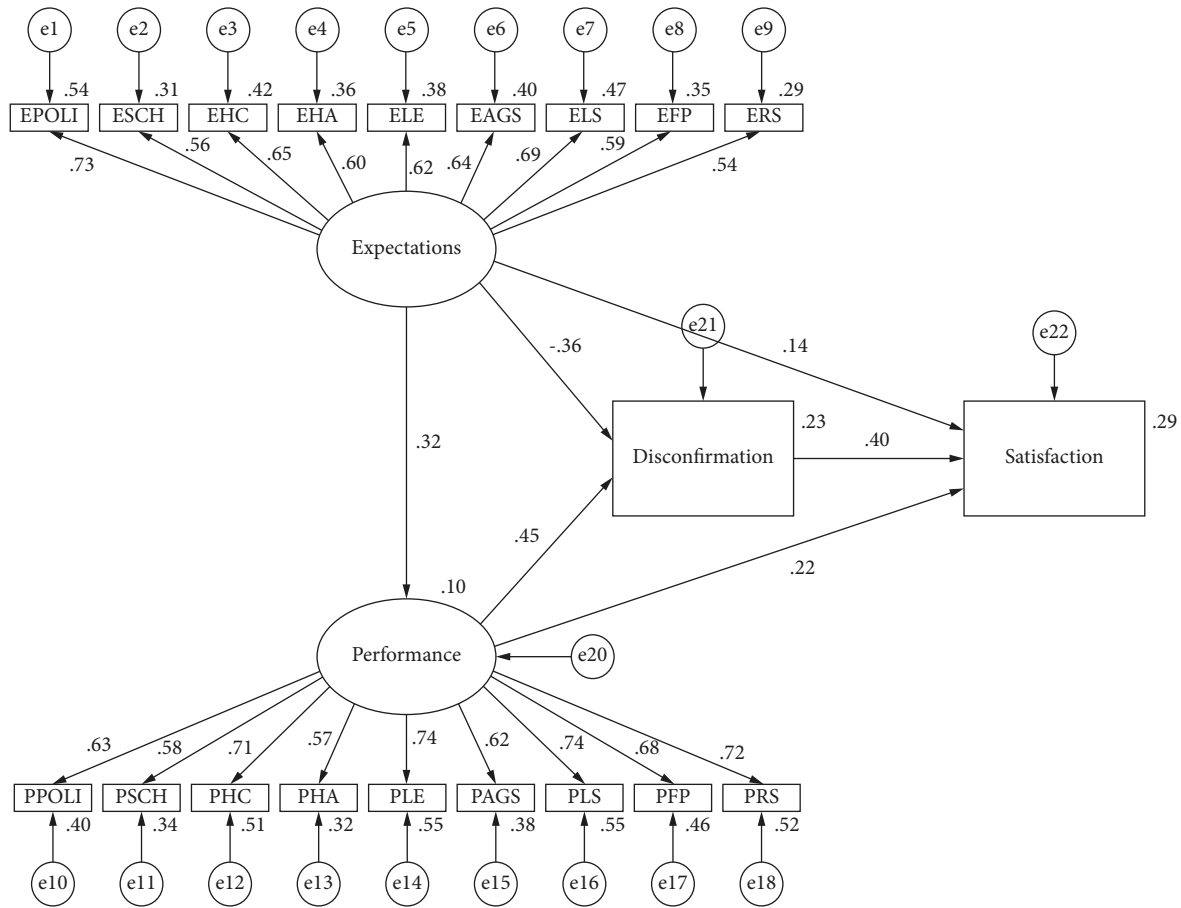 e1 e2 e3 e4 e5 e6 e7 e8 e9
.54 .31 .42 .36 .38 .40 .47 .35 .29
EPOLI ESCH EHC EHA ELE EAGS ELS EFP ERS
.73 .56 .65 .60 .62 .64 .69 .59 .54
Expectations
e21 e22
-.36 .14
.32 .23 .40 .29
Disconfirmation Satisfaction
.45 .22
.10
Performance e20
.63 .58 .71 .57 .74 .62 .74 .68 .72
PPOLI PSCH PHC PHA PLE PAGS PLS PFP PRS
.40 .34 .51 .32 .55 .38 .55 .46 .52
e10 e11 e12 e13 e14 e15 e16 e17 e18